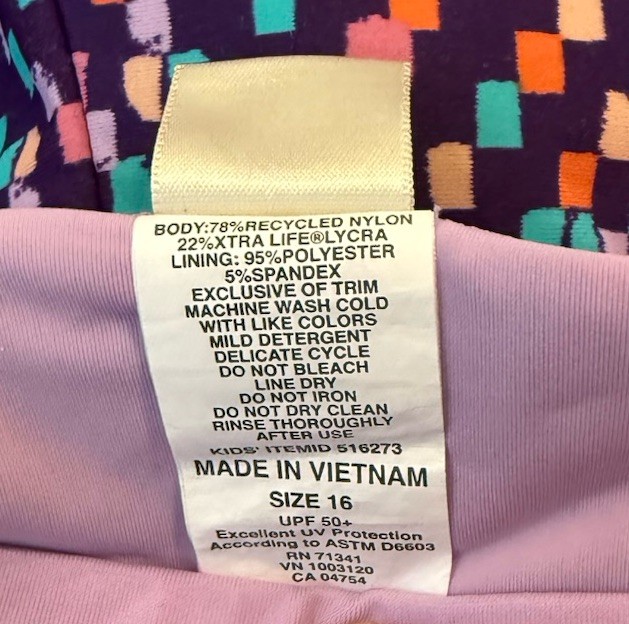 BODY:78%RECYCLED NYLON
22%XTRA LIFE®LYCRA
LINING: 95%POLYESTER
5%SPANDEX
EXCLUSIVE OF TRIM
MACHINE WASH COLD
WITH LIKE COLORS
MILD DETERGENT
DELICATE CYCLE
DO NOT BLEACH
LINE DRY
DO NOT IRON
DO NOT DRY CLEAN
RINSE THOROUGHLY
AFTER USE
KIDS' ITEMID 516273
MADE IN VIETNAM
SIZE 16
UPF 50+
Excellent UV Protection
According to ASTM D6603
RN 71341
VN 1003120
CA 04754